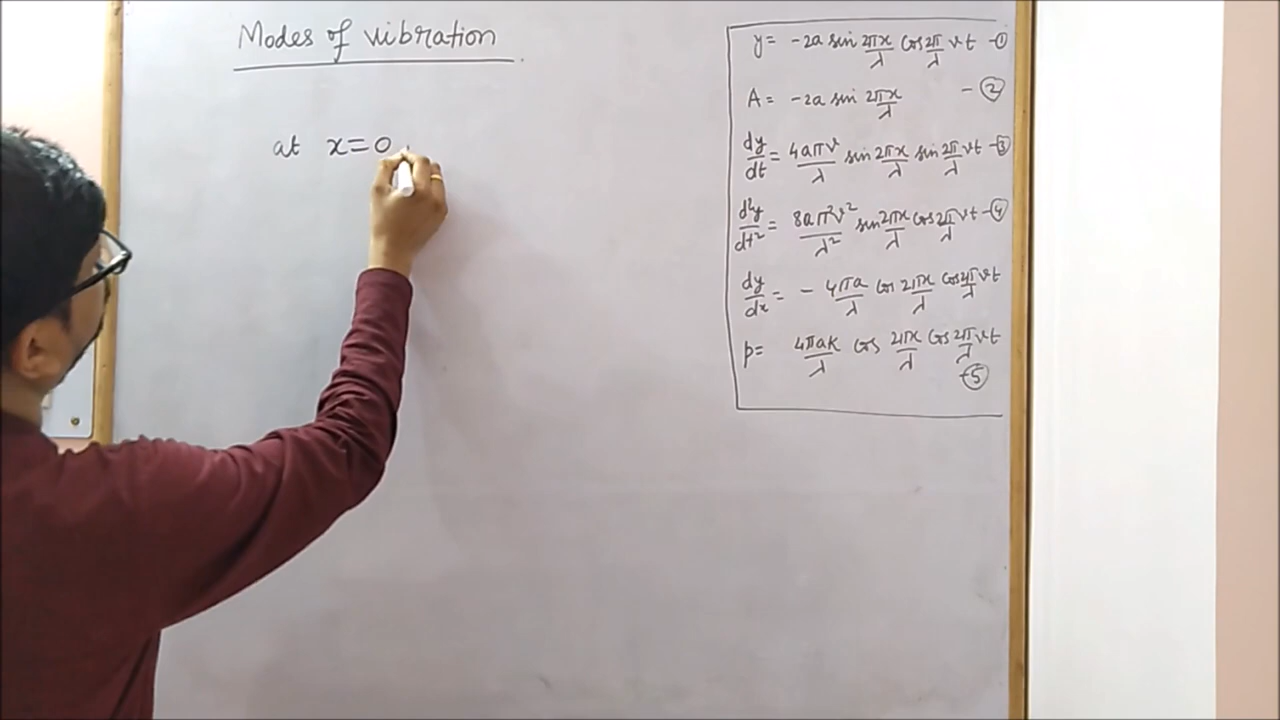 Modes of vibration
at x=0,
y= -2a sin 2πx/λ cos 2π/λ vt -①
A= -2a sin 2πx/λ -②
dy/dt = 4aπv/λ sin 2πx/λ sin 2π/λ vt -③
d²y/dt² = 8aπ²v²/λ² sin 2πx/λ cos 2π/λ vt -④
dy/dx = - 4πa/λ cos 2πx/λ cos 2π/λ vt
p= 4πaK/λ cos 2πx/λ cos 2π/λ vt
-⑤